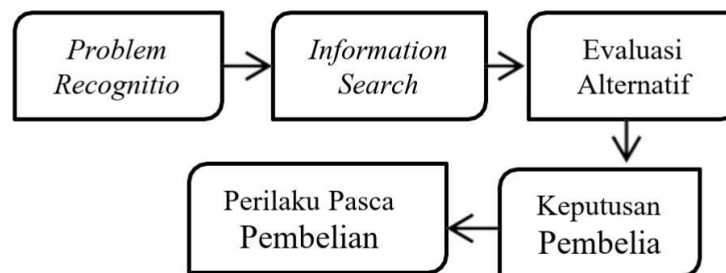 Problem
Recognitio
Information
Search
Evaluasi
Alternatif
Keputusan
Pembelia
Perilaku Pasca
Pembelian